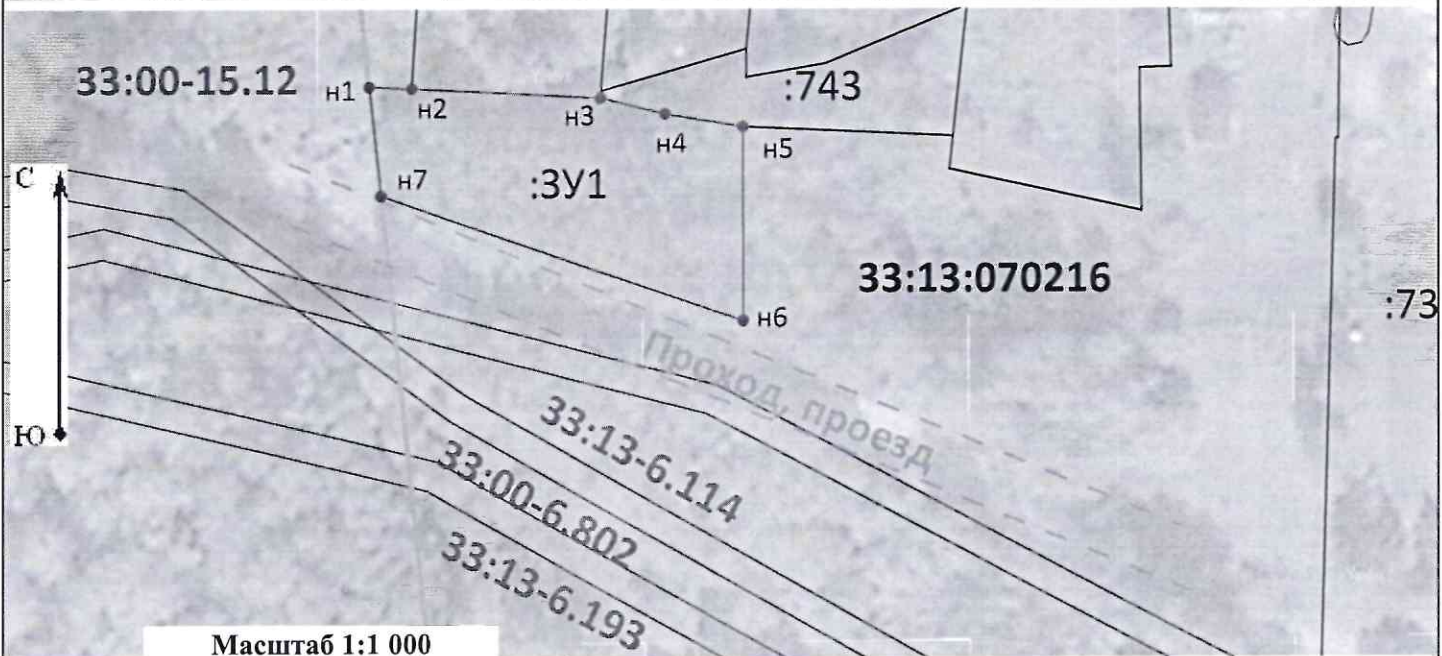 33:00-15.12
н1
н2
н3
н4
н5
:743
С
н7
:ЗУ1
33:13:070216
:73
н6
Проход, проезд
Ю
33:13-6.114
33:00-6.802
33:13-6.193
Масштаб 1:1 000